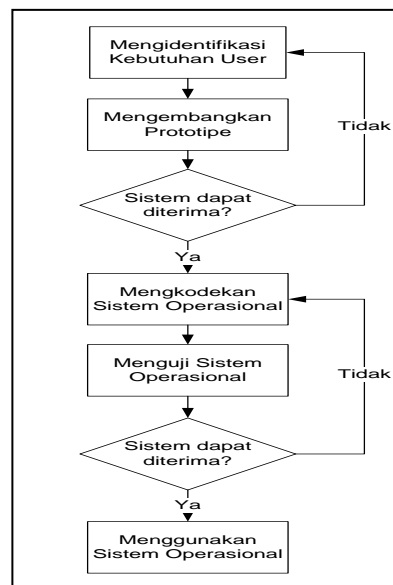 Mengidentifikasi
Kebutuhan User
Mengembangkan
Prototipe
Tidak
Sistem dapat
diterima?
Ya
Mengkodekan
Sistem Operasional
Menguji Sistem
Operasional
Tidak
Sistem dapat
diterima?
Ya
Menggunakan
Sistem Operasional